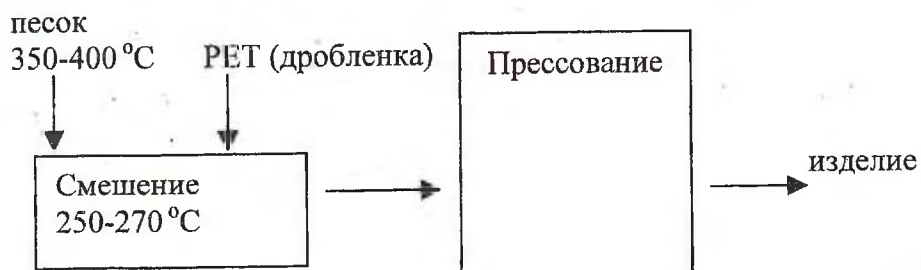 песок
350-400 °С
PET (дробленка)
Смешение
250-270 °С
Прессование
изделие